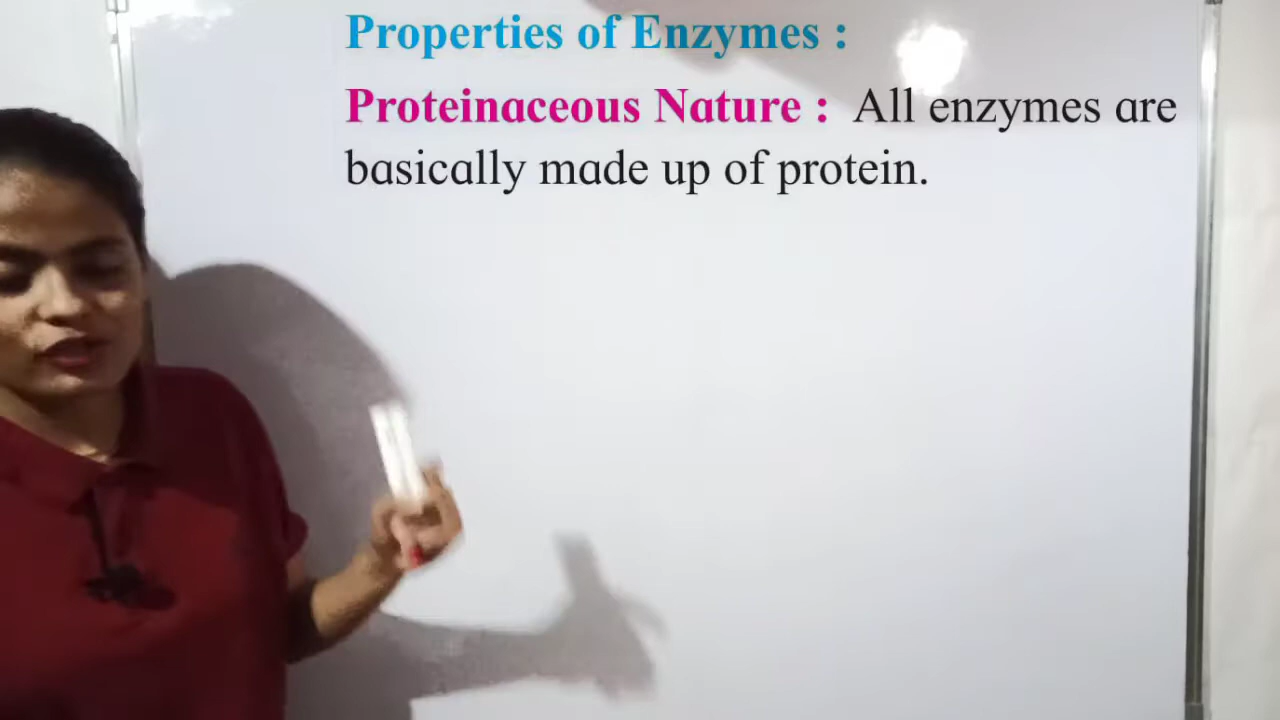 Properties of Enzymes :
Proteinaceous Nature : All enzymes are
basically made up of protein.